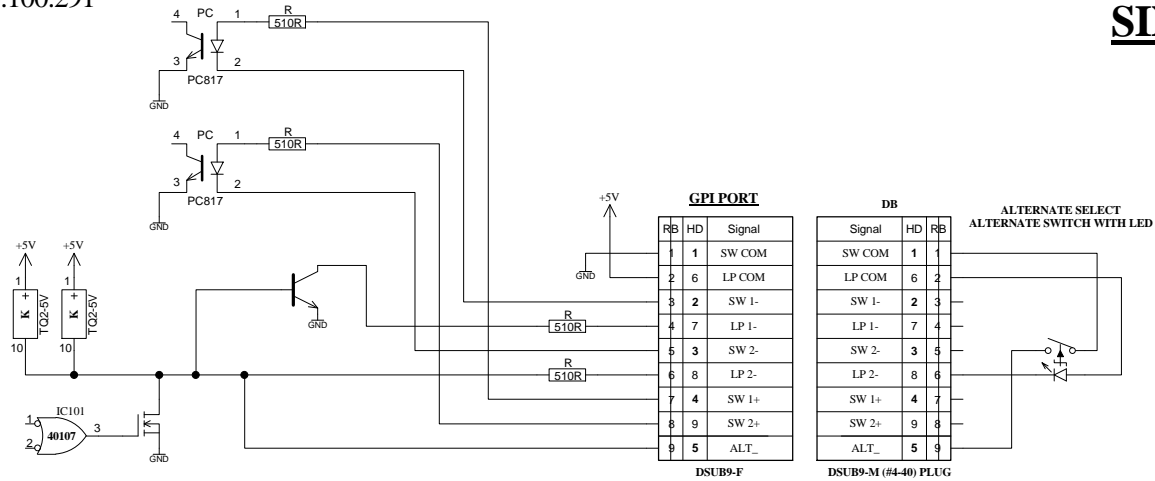 4 PC 1 R
510R
3 2
PC817
GND
4 PC 1 R
510R
3 2
PC817
GND
+5V +5V
1 1
K + K +
TQ2-5V TQ2-5V
10 10
IC101
1
2
40107
3
GND
GND
R
510R
R
510R
+5V
GND
GPI PORT
RB HD Signal
1 1 SW COM
2 6 LP COM
3 2 SW 1-
4 7 LP 1-
5 3 SW 2-
6 8 LP 2-
7 4 SW 1+
8 9 SW 2+
9 5 ALT_
DSUB9-F
DB
Signal HD RB
SW COM 1 1
LP COM 6 2
SW 1- 2 3
LP 1- 7 4
SW 2- 3 5
LP 2- 8 6
SW 1+ 4 7
SW 2+ 9 8
ALT_ 5 9
DSUB9-M (#4-40) PLUG
ALTERNATE SELECT
ALTERNATE SWITCH WITH LED